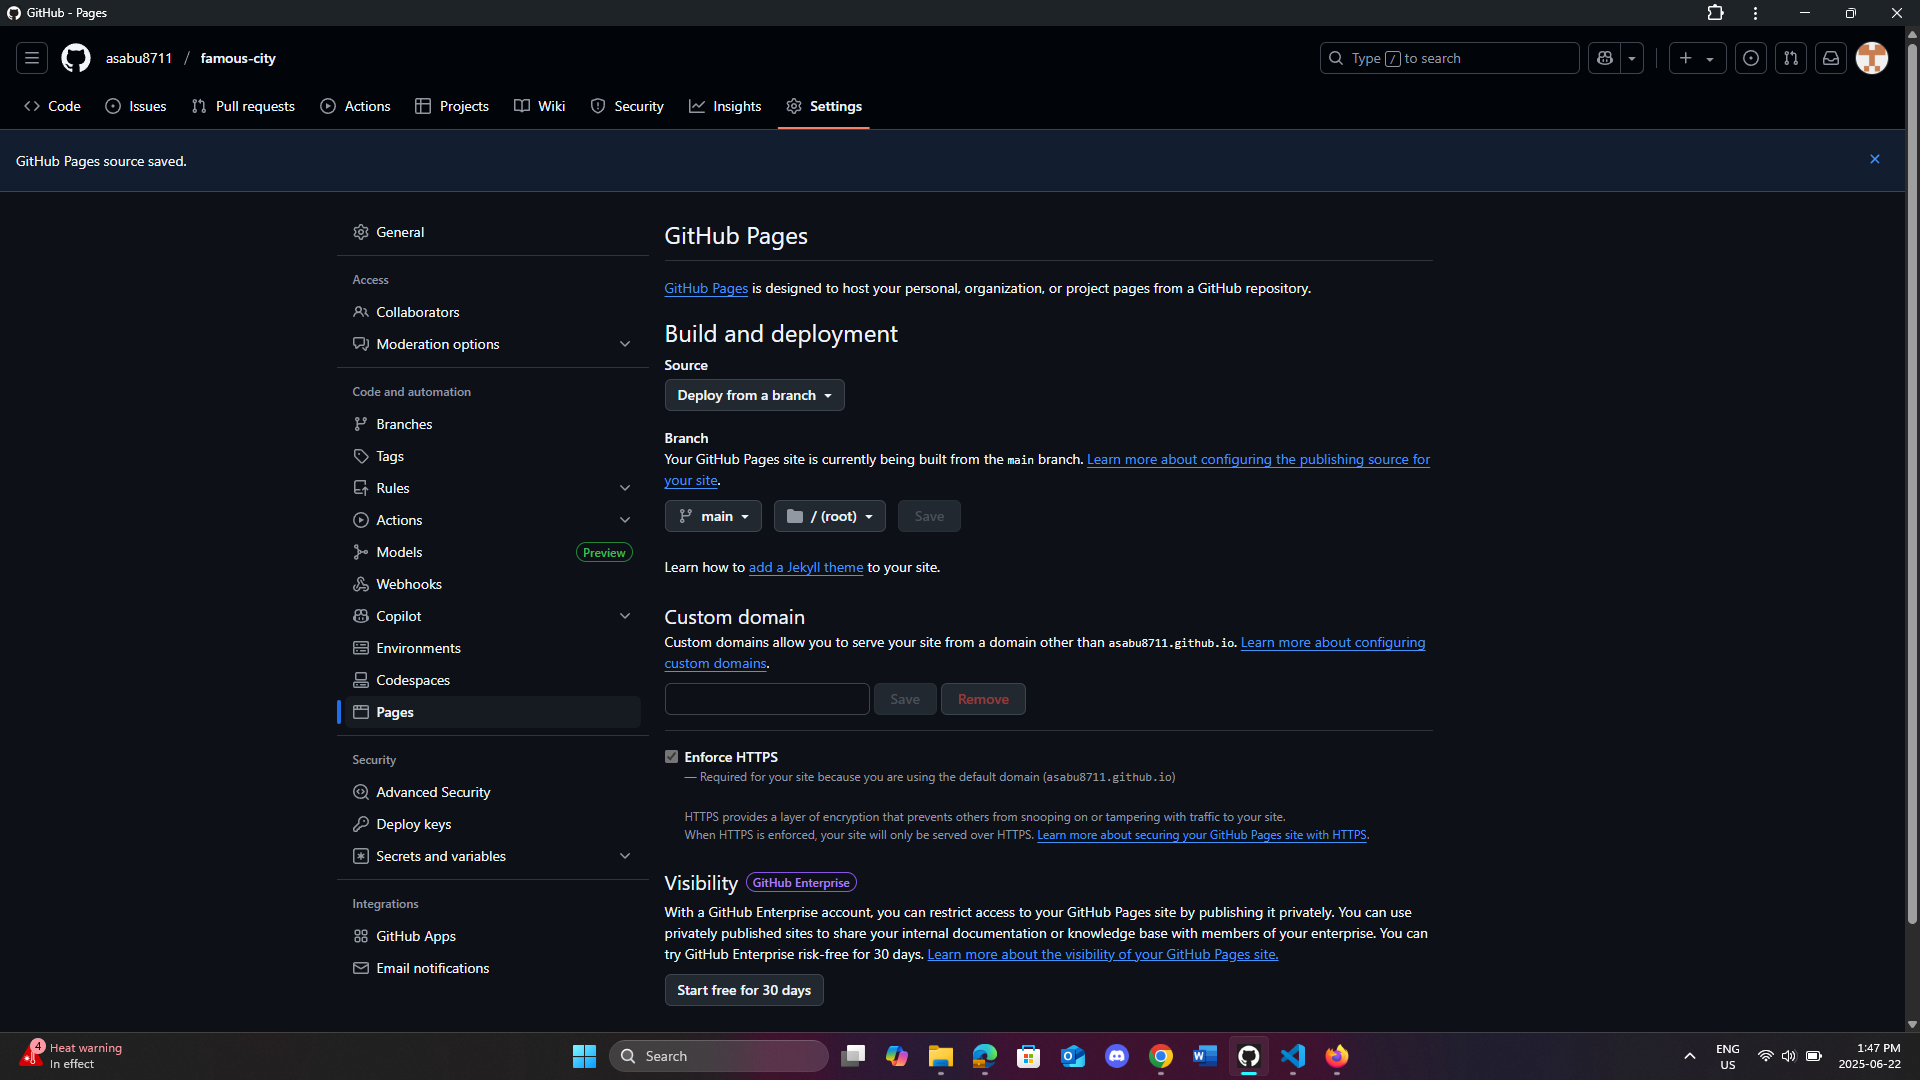 GitHub - Pages
asabu8711 / famous-city
Type / to search
Code
Issues
Pull requests
Actions
Projects
Wiki
Security
Insights
Settings
GitHub Pages source saved.
General
Access
Collaborators
Moderation options
Code and automation
Branches
Tags
Rules
Actions
Models
Preview
Webhooks
Copilot
Environments
Codespaces
Pages
Security
Advanced Security
Deploy keys
Secrets and variables
Integrations
GitHub Apps
Email notifications
GitHub Pages
GitHub Pages is designed to host your personal, organization, or project pages from a GitHub repository.
Build and deployment
Source
Deploy from a branch
Branch
Your GitHub Pages site is currently being built from the main branch. Learn more about configuring the publishing source for
your site.
main
/ (root)
Save
Learn how to add a Jekyll theme to your site.
Custom domain
Custom domains allow you to serve your site from a domain other than asabu8711.github.io. Learn more about configuring
custom domains.
Save
Remove
Enforce HTTPS
— Required for your site because you are using the default domain (asabu8711.github.io)
HTTPS provides a layer of encryption that prevents others from snooping on or tampering with traffic to your site.
When HTTPS is enforced, your site will only be served over HTTPS. Learn more about securing your GitHub Pages site with HTTPS.
Visibility
GitHub Enterprise
With a GitHub Enterprise account, you can restrict access to your GitHub Pages site by publishing it privately. You can use
privately published sites to share your internal documentation or knowledge base with members of your enterprise. You can
try GitHub Enterprise risk-free for 30 days. Learn more about the visibility of your GitHub Pages site.
Start free for 30 days
4
Heat warning
In effect
Search
W
ENG
US
1:47 PM
2025-06-22